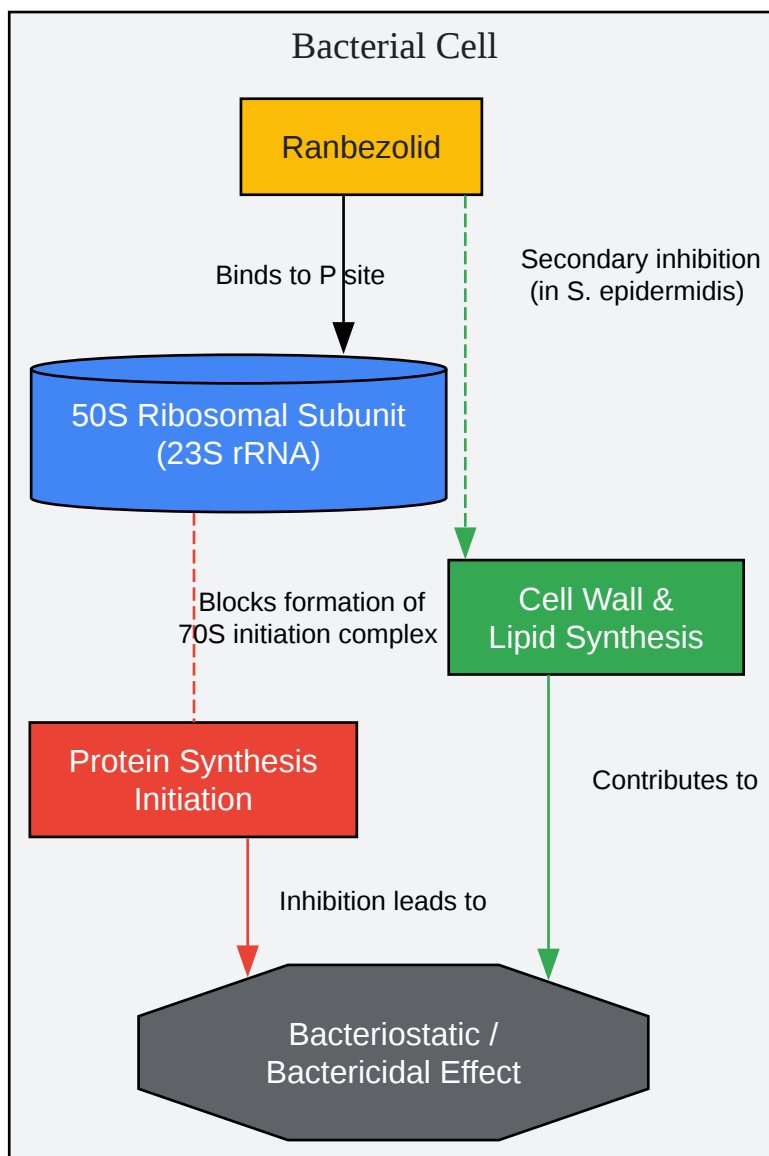 Bacterial Cell
Ranbezolid
Binds to P site
Secondary inhibition
(in S. epidermidis)
50S Ribosomal Subunit
(23S rRNA)
Blocks formation of
70S initiation complex
Cell Wall &
Lipid Synthesis
Protein Synthesis
Initiation
Contributes to
Inhibition leads to
Bacteriostatic /
Bactericidal Effect